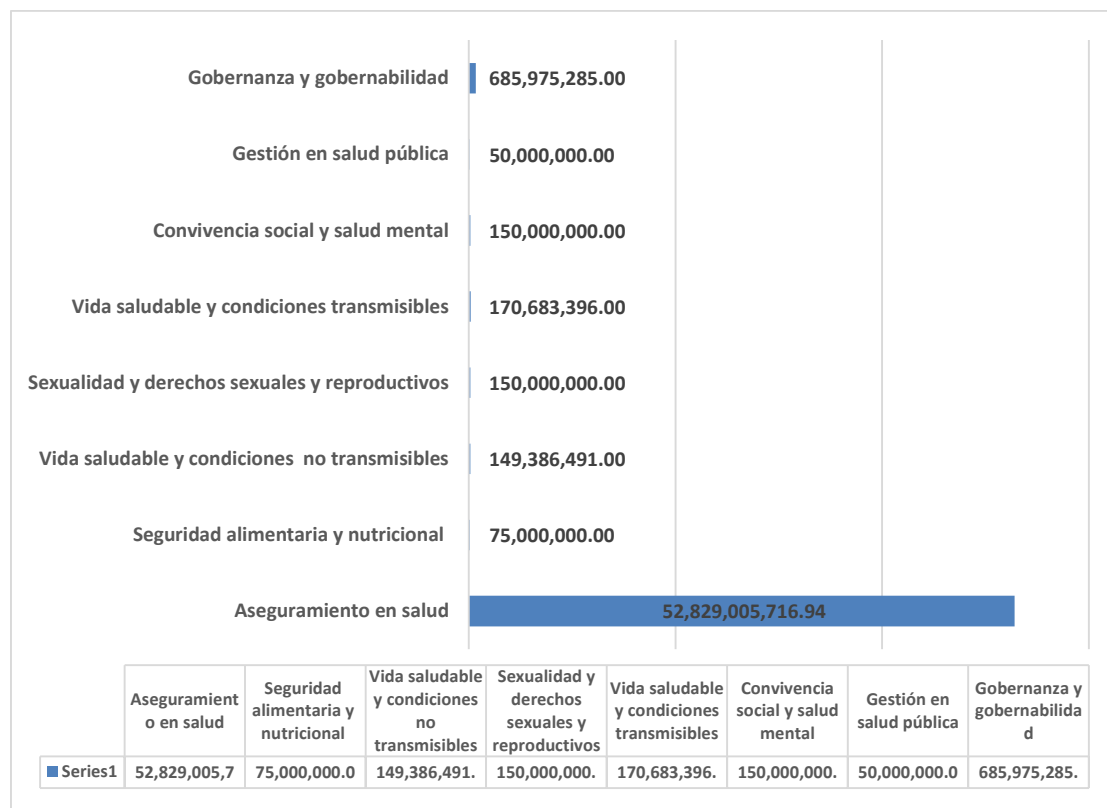 Gobernanza y gobernabilidad 685,975,285.00
Gestión en salud pública 50,000,000.00
Convivencia social y salud mental 150,000,000.00
Vida saludable y condiciones transmisibles 170,683,396.00
Sexualidad y derechos sexuales y reproductivos 150,000,000.00
Vida saludable y condiciones no transmisibles 149,386,491.00
Seguridad alimentaria y nutricional 75,000,000.00
Aseguramiento en salud 52,829,005,716.94
Aseguramient
o en salud
Seguridad
alimentaria y
nutricional
Vida saludable
y condiciones
no
transmisibles
Sexualidad y
derechos
sexuales y
reproductivos
Vida saludable
y condiciones
transmisibles
Convivencia
social y salud
mental
Gestión en
salud pública
Gobernanza y
gobernabilida
d
Series1 52,829,005,7 75,000,000.0 149,386,491. 150,000,000. 170,683,396. 150,000,000. 50,000,000.0 685,975,285.